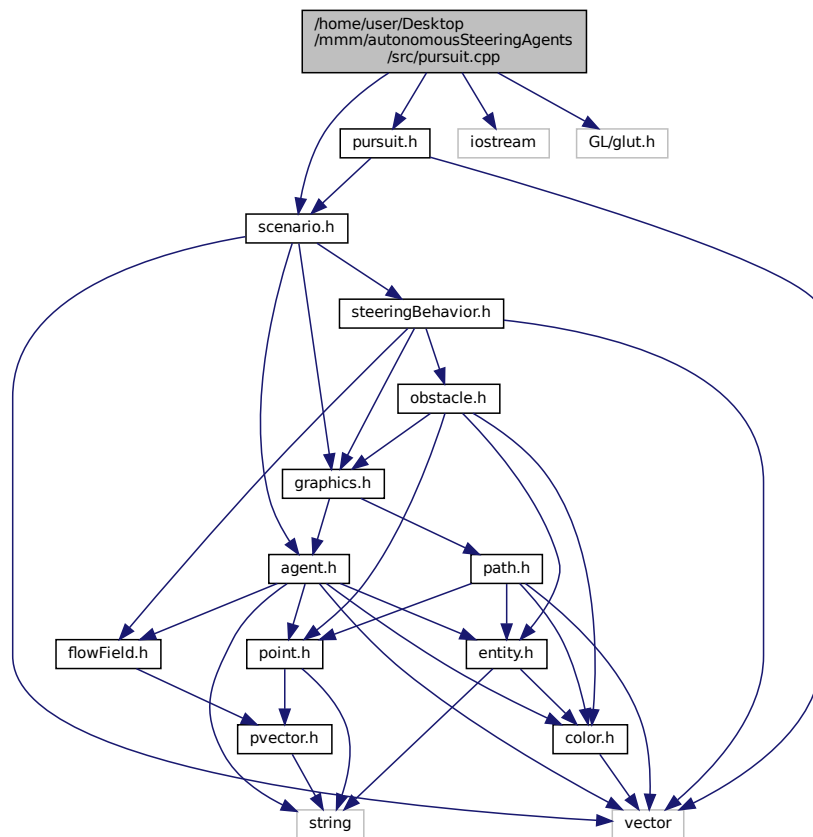 /home/user/Desktop
/mmm/autonomousSteeringAgents
/src/pursuit.cpp
pursuit.h
iostream
GL/glut.h
scenario.h
steeringBehavior.h
obstacle.h
graphics.h
agent.h
path.h
flowField.h
point.h
entity.h
pvector.h
color.h
string
vector